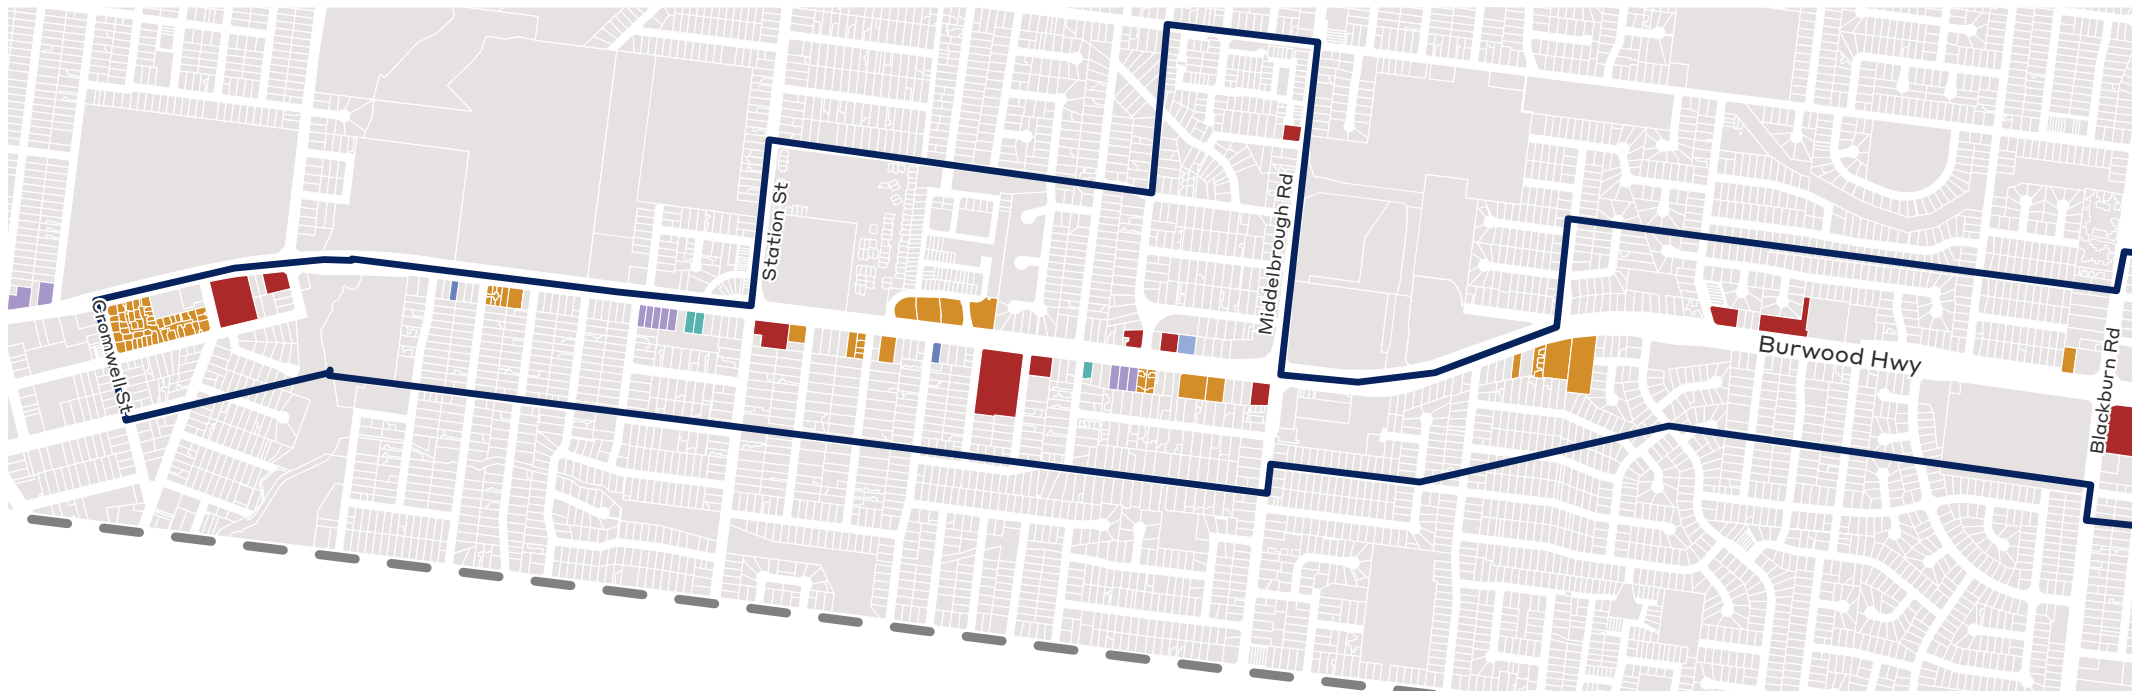 Cromwell St
Station St
Middelbrough Rd
Burwood Hwy
Blackburn Rd